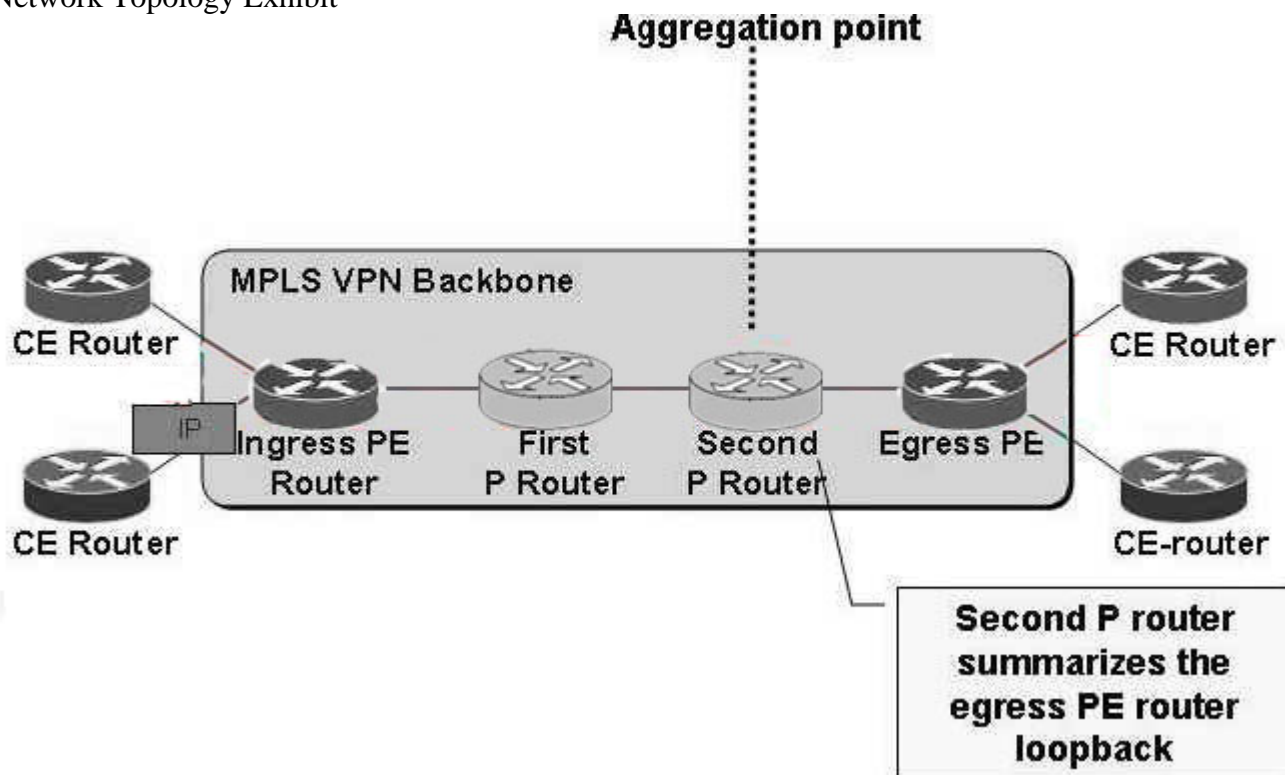 Network Topology Exhibit
Aggregation point
MPLS VPN Backbone
CE Router
CE Router
IP
Ingress PE
Router
First
P Router
Second
P Router
Egress PE
CE Router
CE Router
CE-router
Second P router
summarizes the
egress PE router
loopback